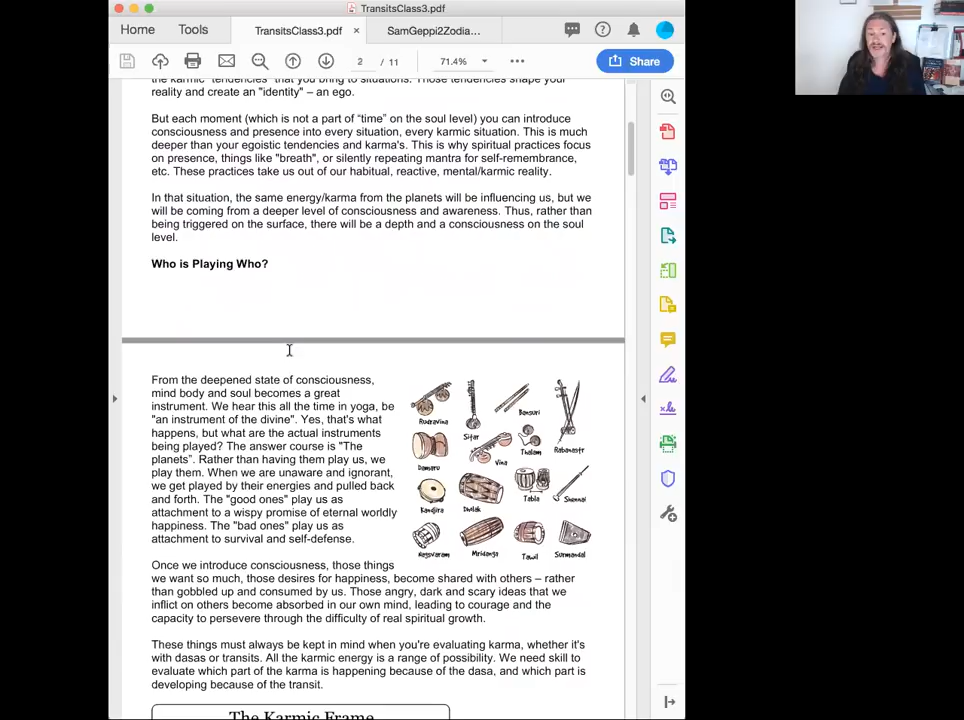 TransitsClass3.pdf
Home
Tools
TransitsClass3.pdf
×
SamGeppi2Zodia...
2 / 11
71.4%
Share
the karmic "tendencies" that you bring to situations. Those tendencies shape your
reality and create an "identity" – an ego.
But each moment (which is not a part of “time” on the soul level) you can introduce
consciousness and presence into every situation, every karmic situation. This is much
deeper than your egoistic tendencies and karma's. This is why spiritual practices focus
on presence, things like "breath", or silently repeating mantra for self-remembrance,
etc. These practices take us out of our habitual, reactive, mental/karmic reality.
In that situation, the same energy/karma from the planets will be influencing us, but we
will be coming from a deeper level of consciousness and awareness. Thus, rather than
being triggered on the surface, there will be a depth and a consciousness on the soul
level.
Who is Playing Who?
From the deepened state of consciousness,
mind body and soul becomes a great
instrument. We hear this all the time in yoga, be
"an instrument of the divine". Yes, that's what
happens, but what are the actual instruments
being played? The answer course is "The
planets”. Rather than having them play us, we
play them. When we are unaware and ignorant,
we get played by their energies and pulled back
and forth. The "good ones" play us as
attachment to a wispy promise of eternal worldly
happiness. The "bad ones" play us as
attachment to survival and self-defense.
Rudravina
Sitar
Bansuri
Rabanastr
Damaru
Vina
Thalam
Kandjira
Dholak
Tabla
Shennai
Nagsvaram
Mridanga
Tawil
Surmandal
Once we introduce consciousness, those things
we want so much, those desires for happiness, become shared with others – rather
than gobbled up and consumed by us. Those angry, dark and scary ideas that we
inflict on others become absorbed in our own mind, leading to courage and the
capacity to persevere through the difficulty of real spiritual growth.
These things must always be kept in mind when you're evaluating karma, whether it's
with dasas or transits. All the karmic energy is a range of possibility. We need skill to
evaluate which part of the karma is happening because of the dasa, and which part is
developing because of the transit.
The Karmic Frame